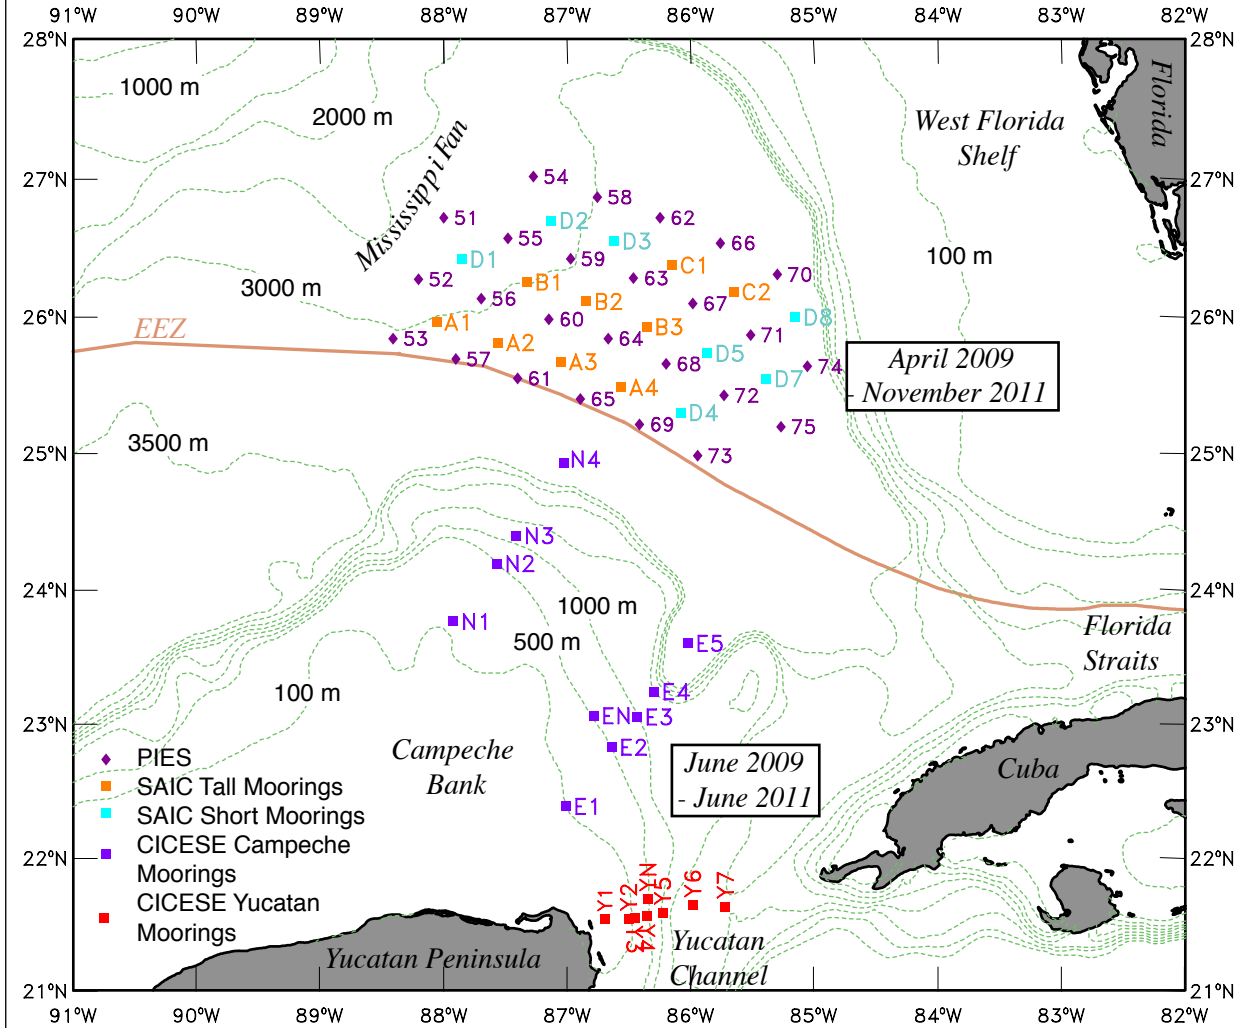 91°W 90°W 89°W 88°W 87°W 86°W 85°W 84°W 83°W 82°W
28°N 28°N
1000 m
2000 m
Mississippi Fan
West Florida
Shelf
Florida
27°N 27°N
54
58
51 D2 62
55 D3 66
D1 59 C1
52 63 70
B1 C2
3000 m
56 B2 67
26°N 26°N
EEZ
A1 60 B3 D8
53 A2 64 71
57 A3 68 D5 74
61 A4 D7
65 72
69 D4 75
73
April 2009
- November 2011
100 m
3500 m
25°N 25°N
N4
N3
N2
24°N 24°N
1000 m
N1
500 m
E5
Florida
Straits
100 m
E4
23°N 23°N
EN E3
E2
Campeche
Bank
June 2009
- June 2011
Cuba
E1
PIES
SAIC Tall Moorings
SAIC Short Moorings
CICESE Campeche
Moorings
CICESE Yucatan
Moorings
22°N 22°N
Y1 Y2 YN Y5 Y6 Y7
Y3 Y4
Yucatan
Channel
Yucatan Peninsula
21°N 21°N
91°W 90°W 89°W 88°W 87°W 86°W 85°W 84°W 83°W 82°W